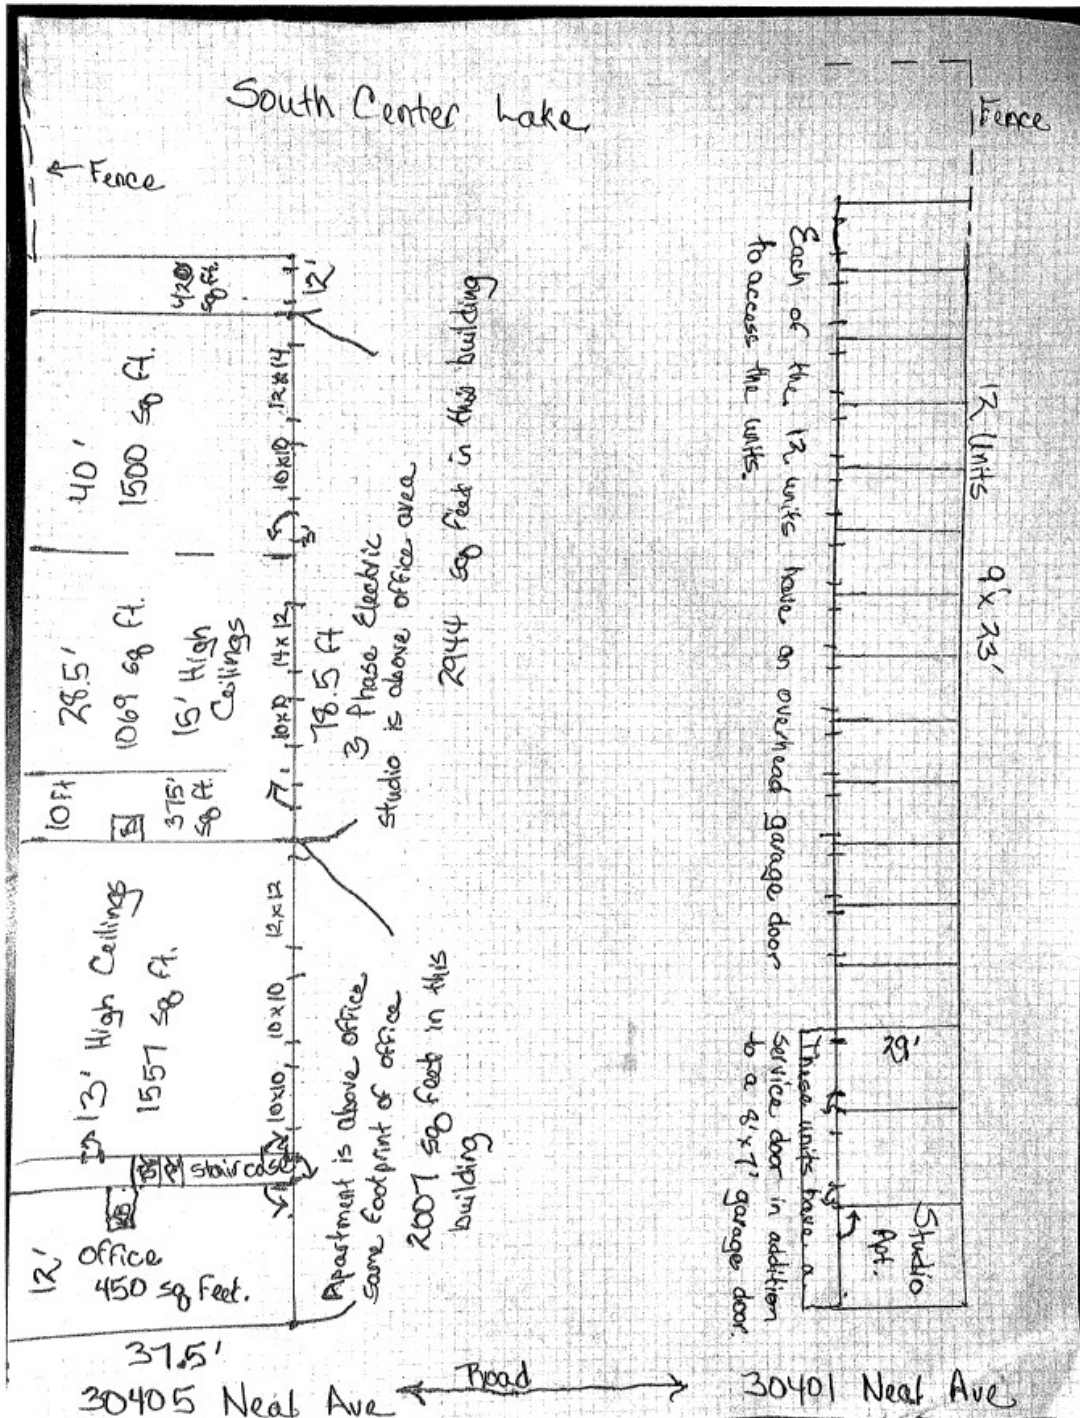 South Center Lake
Fence
← Fence
420 sq ft.
12'
40'
1500 sq ft.
12x14
10x10
3'
28.5'
1069 sq ft.
15' High
Ceilings
14x12
10x10
78.5 ft
3 Phase Electric
Studio is above office area
2944 sq feet in this building
10ft
375'
sq ft.
13' High Ceilings
1557 sq ft.
12x12
10x10
10x10
Staircase
Apartment is above office
same footprint of office
2007 sq feet in this
building
12'
office
450 sq feet.
37.5'
30405 Neal Ave
Road
Each of the 12 units have an overhead garage door
to access the units.
12 Units
9'x23'
29'
These units have a
service door in addition
to a 8'x7' garage door.
Studio
Apt.
30401 Neal Ave